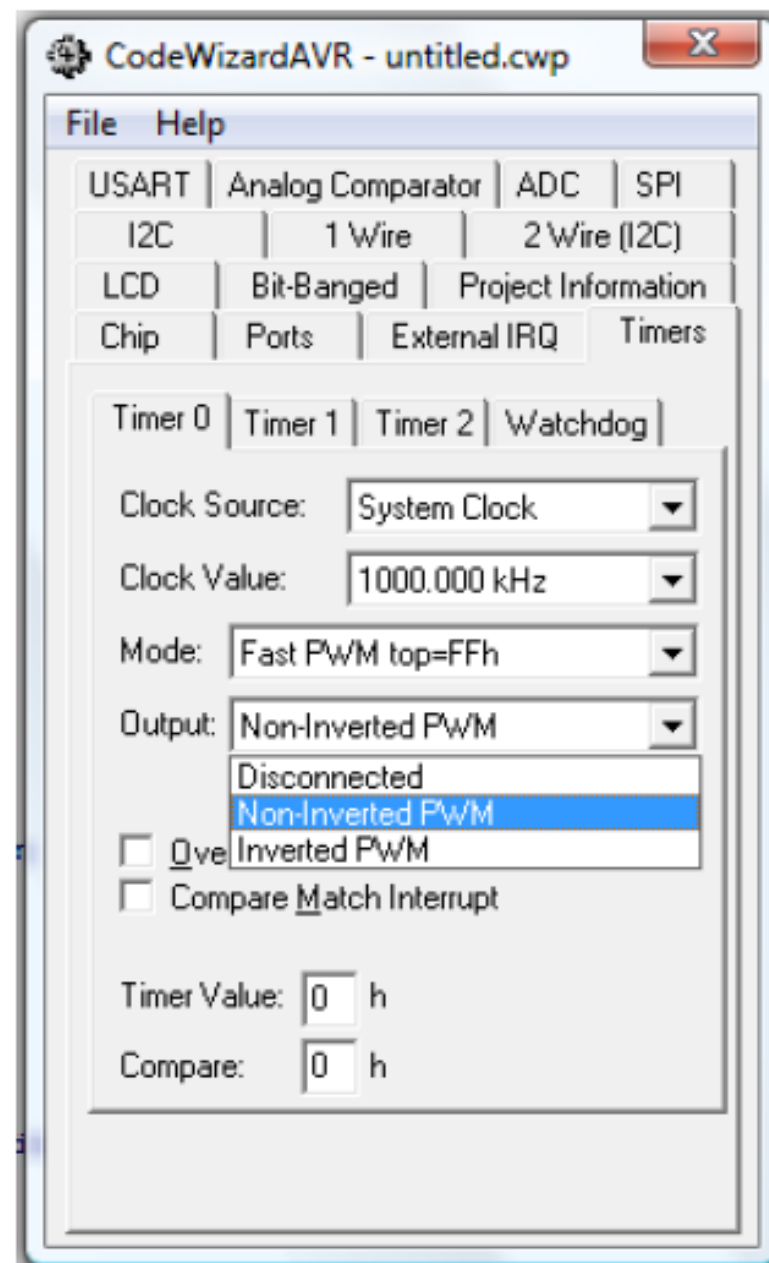 CodeWizardAVR - untitled.cwp
File Help
USART Analog Comparator ADC SPI
I2C 1 Wire 2 Wire (I2C)
LCD Bit-Banged Project Information
Chip Ports External IRQ Timers
Timer 0 Timer 1 Timer 2 Watchdog
Clock Source: System Clock
Clock Value: 1000.000 kHz
Mode: Fast PWM top=FFh
Output: Non-Inverted PWM
Disconnected
Non-Inverted PWM
Ove Inverted PWM
Compare Match Interrupt
Timer Value: 0 h
Compare: 0 h